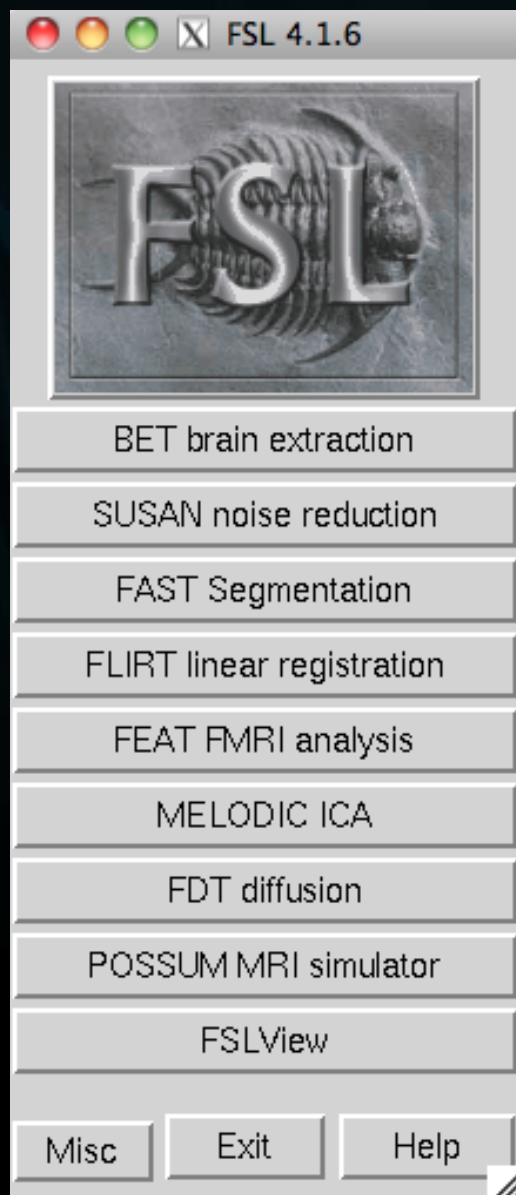 FSL 4.1.6
FSL
BET brain extraction
SUSAN noise reduction
FAST Segmentation
FLIRT linear registration
FEAT FMRI analysis
MELODIC ICA
FDT diffusion
POSSUM MRI simulator
FSLView
Misc Exit Help